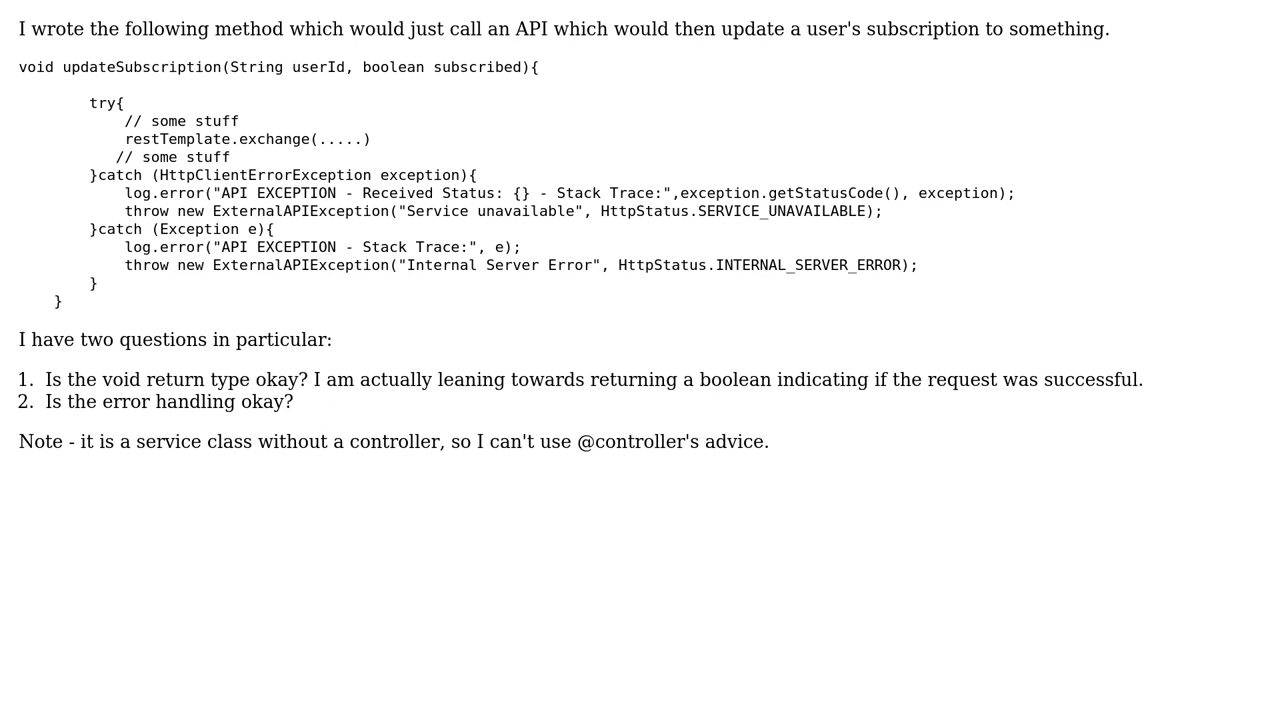 I wrote the following method which would just call an API which would then update a user's subscription to something.
void updateSubscription(String userId, boolean subscribed){
        try{
            // some stuff
            restTemplate.exchange(.....)
           // some stuff
        }catch (HttpClientErrorException exception){
            log.error("API EXCEPTION - Received Status: {} - Stack Trace:",exception.getStatusCode(), exception);
            throw new ExternalAPIException("Service unavailable", HttpStatus.SERVICE_UNAVAILABLE);
        }catch (Exception e){
            log.error("API EXCEPTION - Stack Trace:", e);
            throw new ExternalAPIException("Internal Server Error", HttpStatus.INTERNAL_SERVER_ERROR);
        }
    }
I have two questions in particular:
1. Is the void return type okay? I am actually leaning towards returning a boolean indicating if the request was successful.
2. Is the error handling okay?
Note - it is a service class without a controller, so I can't use @controller's advice.